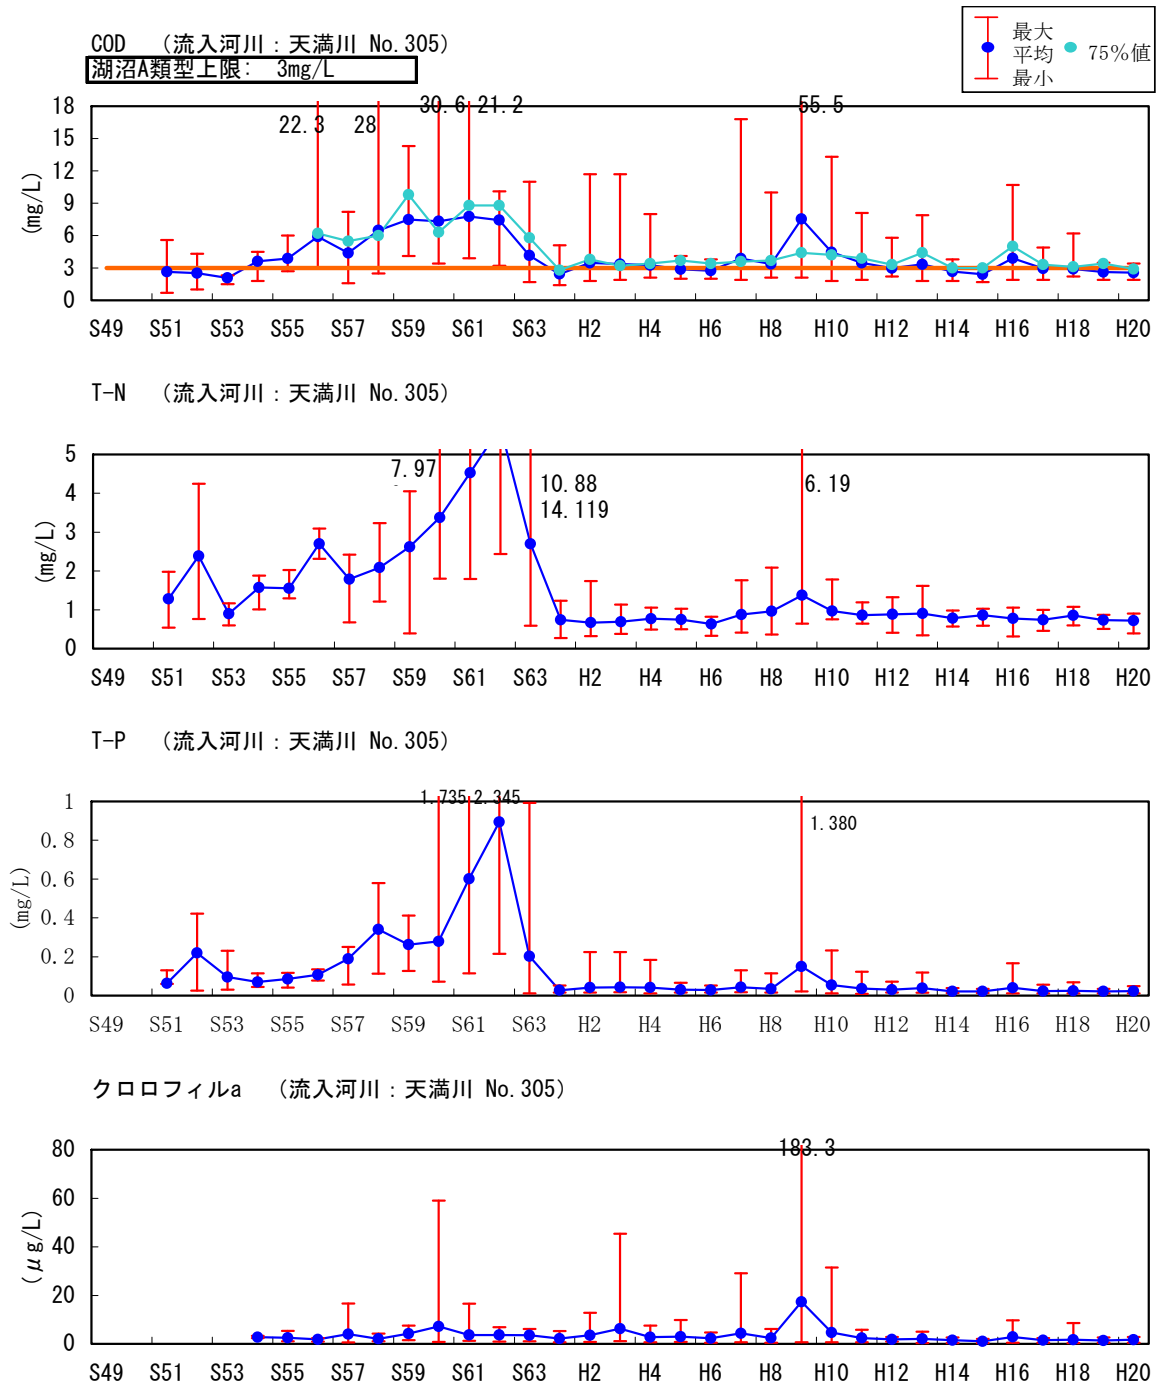 COD （流入河川：天満川 No.305）
湖沼A類型上限： 3mg/L
最大
平均
最小
75%値
22.3 28 30.6 21.2 55.5
(mg/L)
18
15
12
9
6
3
0
S49 S51 S53 S55 S57 S59 S61 S63 H2 H4 H6 H8 H10 H12 H14 H16 H18 H20
T-N （流入河川：天満川 No.305）
7.97 10.88 6.19
14.119
(mg/L)
5
4
3
2
1
0
S49 S51 S53 S55 S57 S59 S61 S63 H2 H4 H6 H8 H10 H12 H14 H16 H18 H20
T-P （流入河川：天満川 No.305）
1.735 2.345 1.380
(mg/L)
1
0.8
0.6
0.4
0.2
0
S49 S51 S53 S55 S57 S59 S61 S63 H2 H4 H6 H8 H10 H12 H14 H16 H18 H20
クロロフィルa （流入河川：天満川 No.305）
183.3
(μg/L)
80
60
40
20
0
S49 S51 S53 S55 S57 S59 S61 S63 H2 H4 H6 H8 H10 H12 H14 H16 H18 H20